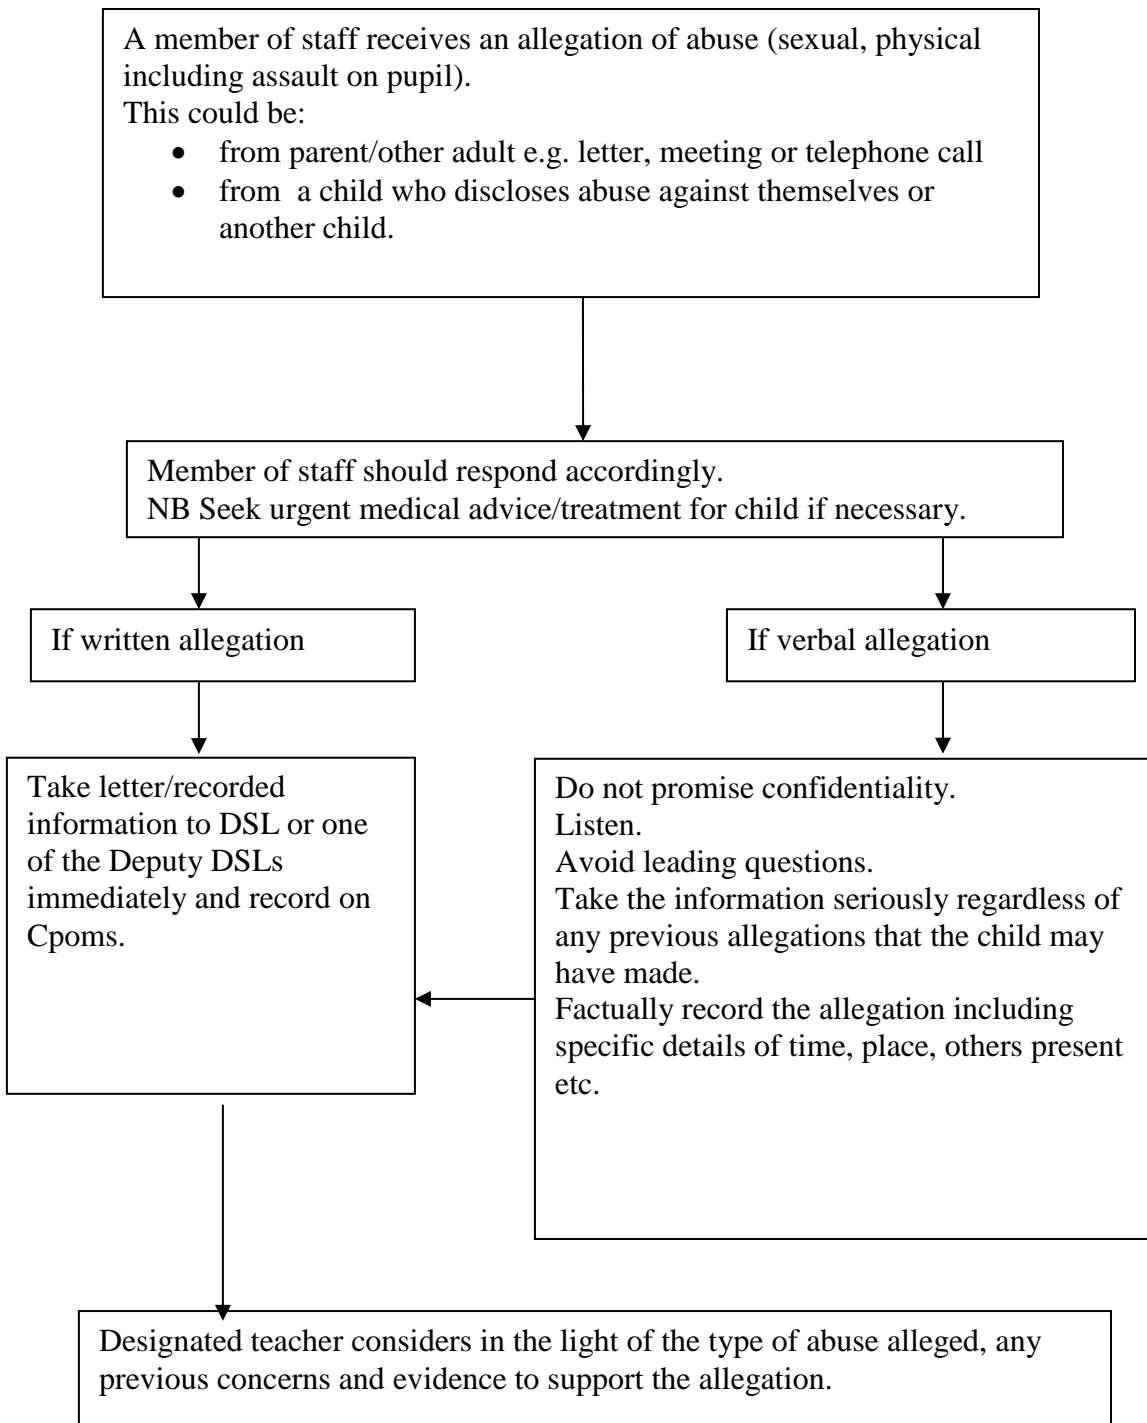 A member of staff receives an allegation of abuse (sexual, physical
including assault on pupil).
This could be:
• from parent/other adult e.g. letter, meeting or telephone call
• from a child who discloses abuse against themselves or
another child.
Member of staff should respond accordingly.
NB Seek urgent medical advice/treatment for child if necessary.
If written allegation
If verbal allegation
Take letter/recorded
information to DSL or one
of the Deputy DSLs
immediately and record on
Cpoms.
Do not promise confidentiality.
Listen.
Avoid leading questions.
Take the information seriously regardless of
any previous allegations that the child may
have made.
Factually record the allegation including
specific details of time, place, others present
etc.
Designated teacher considers in the light of the type of abuse alleged, any
previous concerns and evidence to support the allegation.